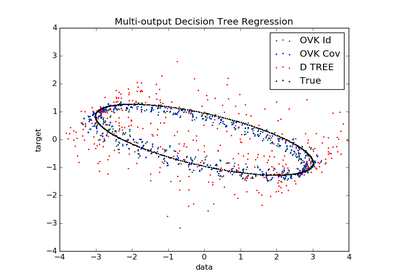 Multi-output Decision Tree Regression
4
OVK Id
OVK Cov
D TREE
True
3
2
1
0
−1
−2
−3
−4
target
−4 −3 −2 −1 0 1 2 3 4
data